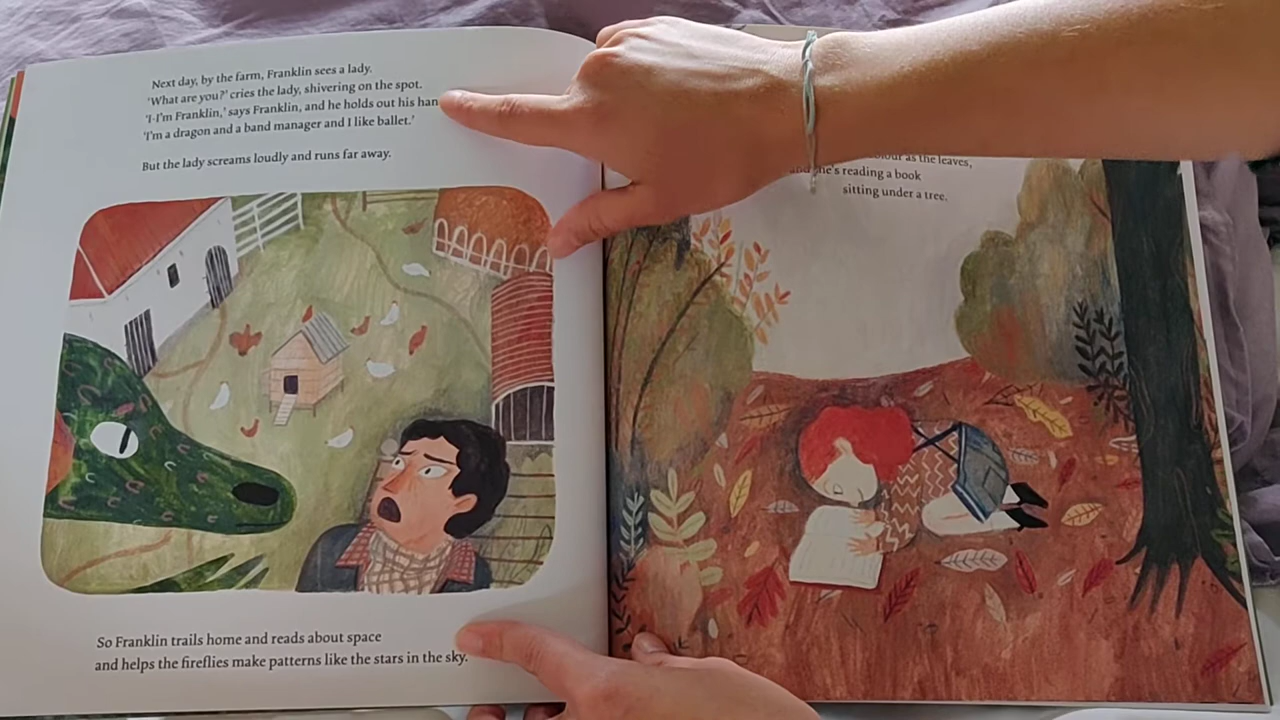 Next day, by the farm, Franklin sees a lady.
'What are you?' cries the lady, shivering on the spot.
'I-I'm Franklin,' says Franklin, and he holds out his
'I'm a dragon and a band manager and I like ballet.'
But the lady screams loudly and runs far away.
So Franklin trails home and reads about space
and helps the fireflies make patterns like the stars in the sky.
as the leaves,
reading a book
sitting under a tree.